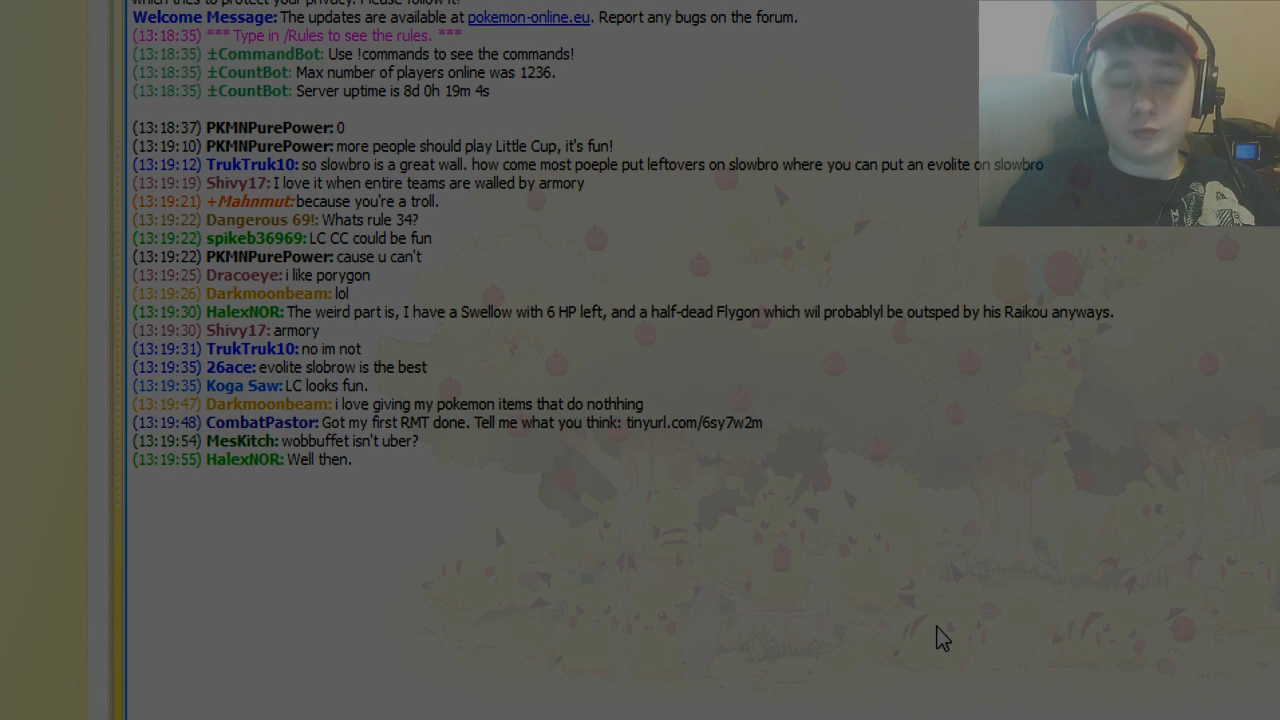 which tries to protect your privacy. Please follow it!
Welcome Message: The updates are available at pokemon-online.eu. Report any bugs on the forum.
(13:18:35) *** Type in /Rules to see the rules. ***
(13:18:35) ±CommandBot: Use !commands to see the commands!
(13:18:35) ±CountBot: Max number of players online was 1236.
(13:18:35) ±CountBot: Server uptime is 8d 0h 19m 4s
(13:18:37) PKMNPurePower: 0
(13:19:10) PKMNPurePower: more people should play Little Cup, it's fun!
(13:19:12) TrukTruk10: so slowbro is a great wall. how come most poeple put leftovers on slowbro where you can put an evolite on slowbro
(13:19:19) Shivy17: I love it when entire teams are walled by armory
(13:19:21) +Mahnmut: because you're a troll.
(13:19:22) Dangerous 69!: Whats rule 34?
(13:19:22) spikeb36969: LC CC could be fun
(13:19:22) PKMNPurePower: cause u can't
(13:19:25) Dracoeye: i like porygon
(13:19:26) Darkmoonbeam: lol
(13:19:30) HalexNOR: The weird part is, I have a Swellow with 6 HP left, and a half-dead Flygon which wil probablyl be outsped by his Raikou anyways.
(13:19:30) Shivy17: armory
(13:19:31) TrukTruk10: no im not
(13:19:35) 26ace: evolite slobrow is the best
(13:19:35) Koga Saw: LC looks fun.
(13:19:47) Darkmoonbeam: i love giving my pokemon items that do nothhing
(13:19:48) CombatPastor: Got my first RMT done. Tell me what you think: tinyurl.com/6sy7w2m
(13:19:54) MesKitch: wobbuffet isn't uber?
(13:19:55) HalexNOR: Well then.